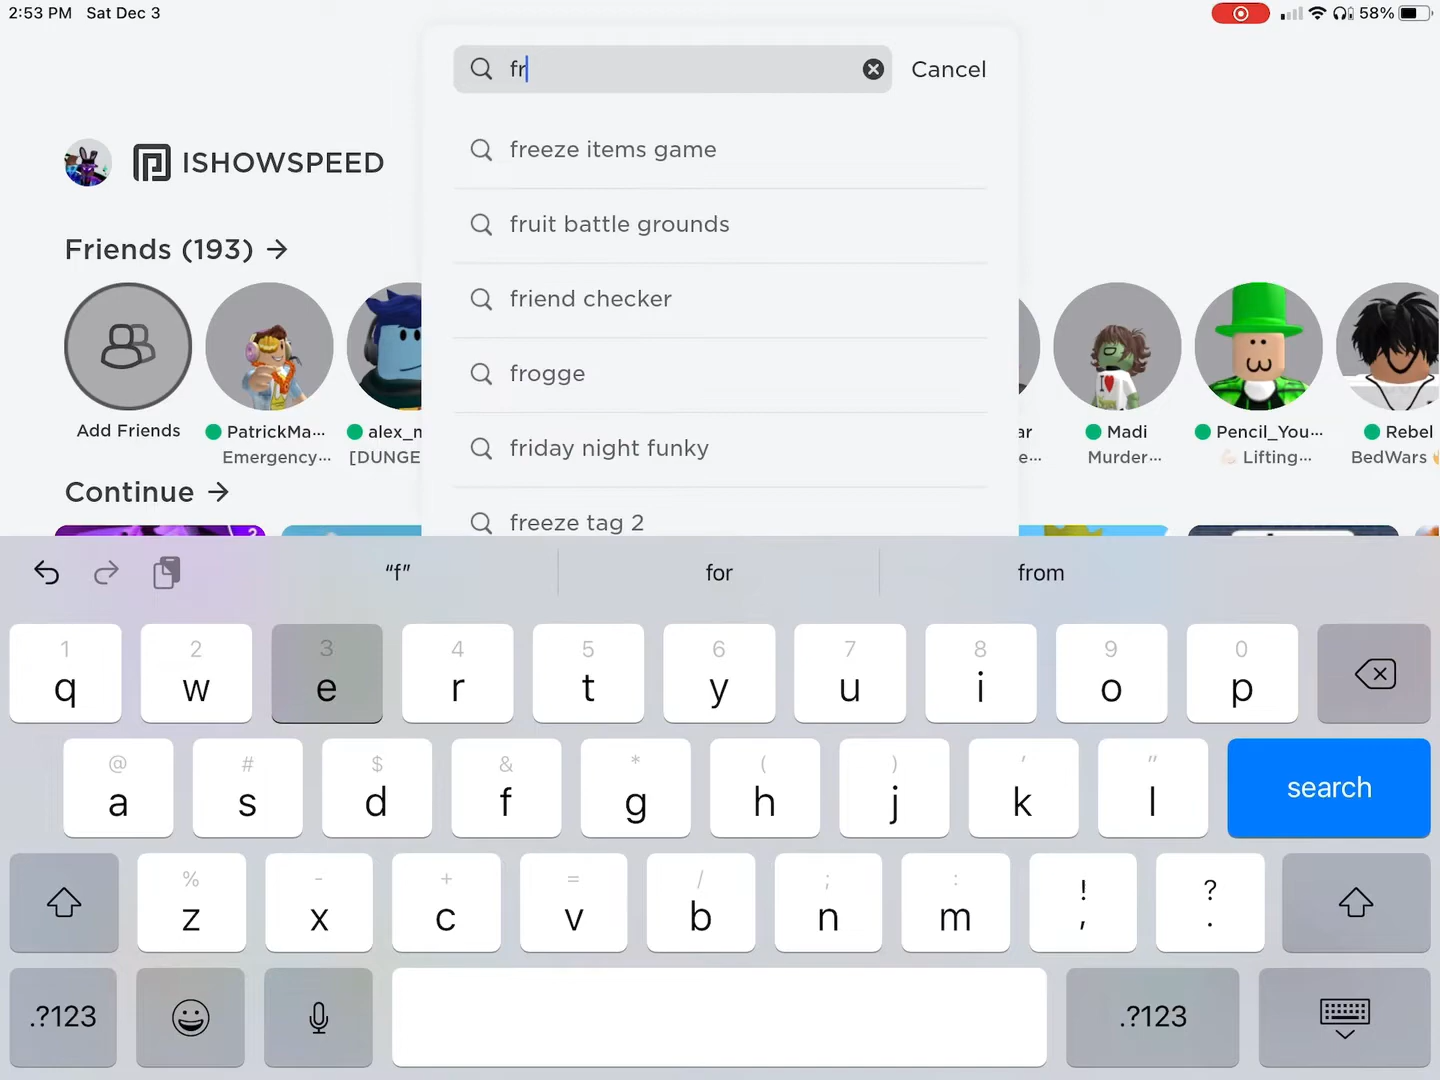 2:53 PM Sat Dec 3
58%
fr
Cancel
freeze items game
fruit battle grounds
friend checker
frogge
friday night funky
freeze tag 2
ISHOWSPEED
Friends (193) →
Add Friends
PatrickMa...
Emergency...
alex_
[DUNGE
ar
e...
Madi
Murder...
Pencil_You...
Lifting...
Rebel
BedWars
I ♥
Continue →
"f" for from
1 2 3 4 5 6 7 8 9 0
q w e r t y u i o p
@ # $ & * ( ) ' "
a s d f g h j k l search
% - + = / ; : ! ?
z x c v b n m , .
.?123 .?123